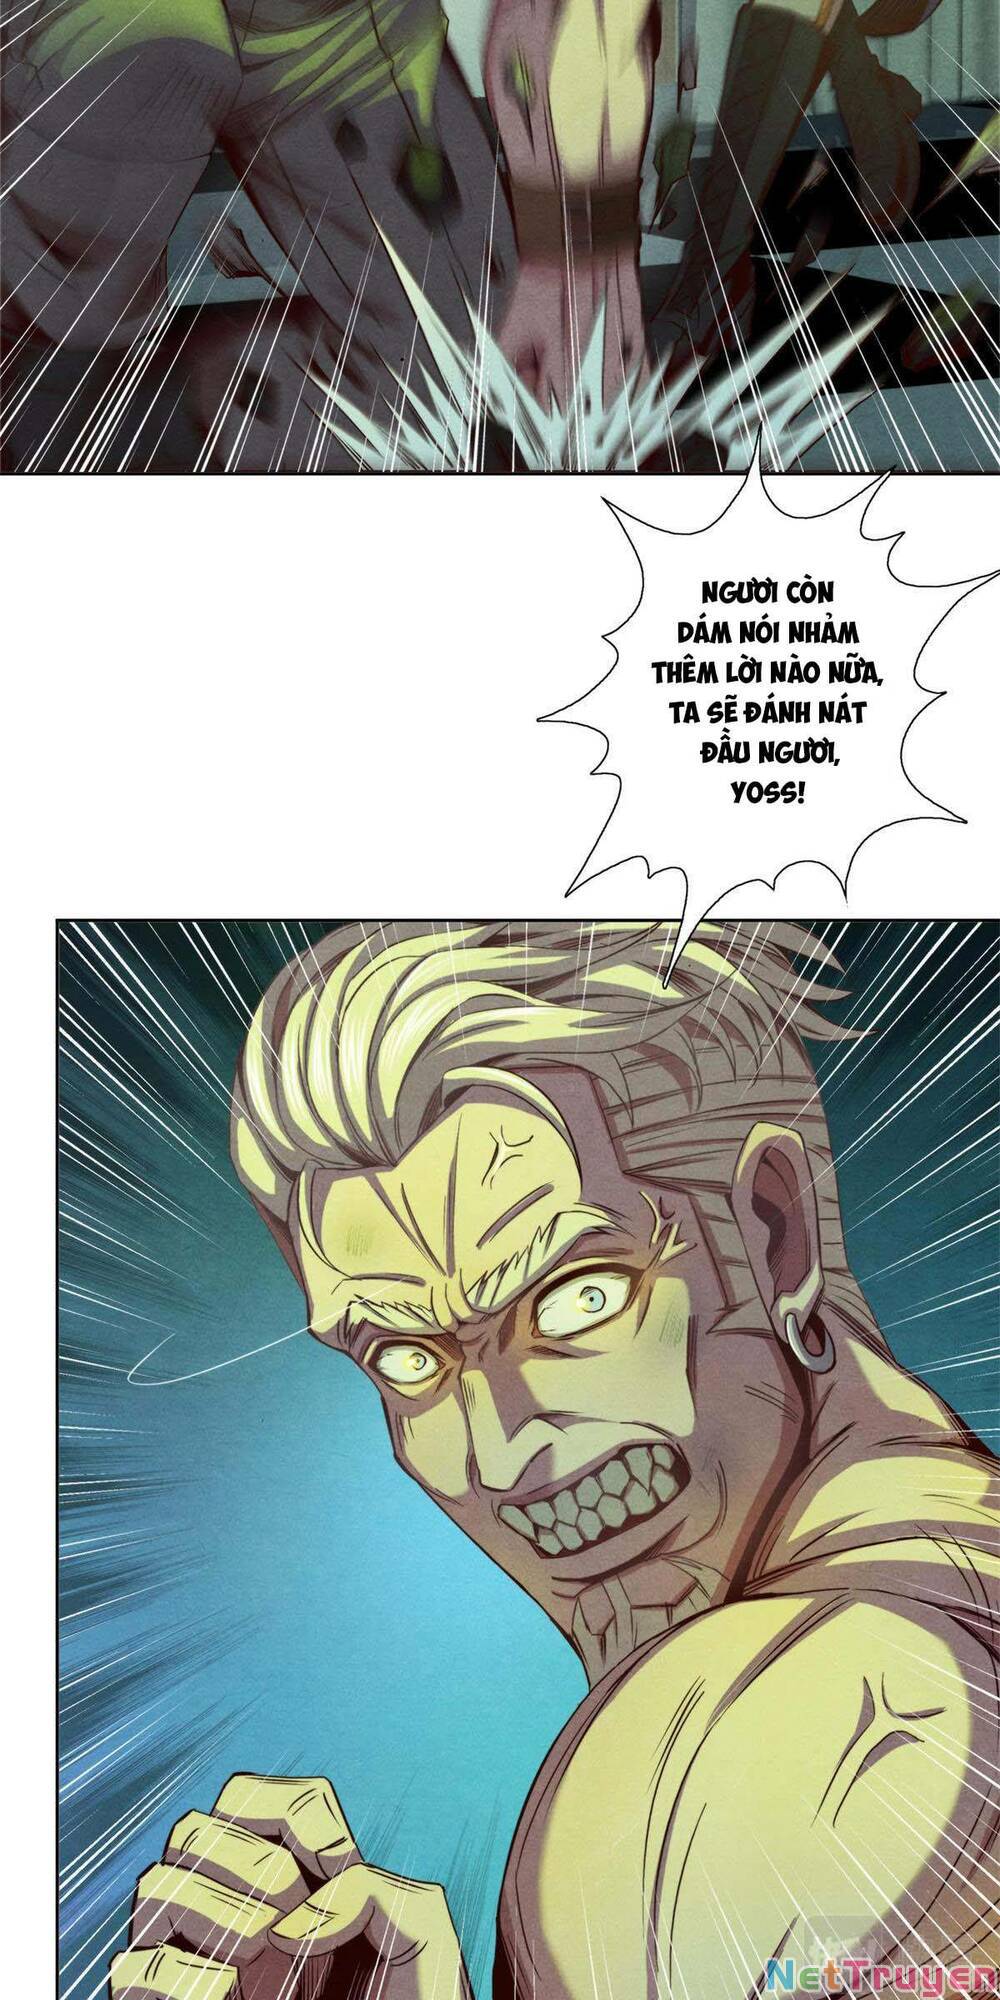 NGƯƠI CÒN
DÁM NÓI NHẢM
THÊM LỜI NÀO NỮA,
TA SẼ ĐÁNH NÁT
ĐẦU NGƯƠI,
YOSS!
NetTruyen